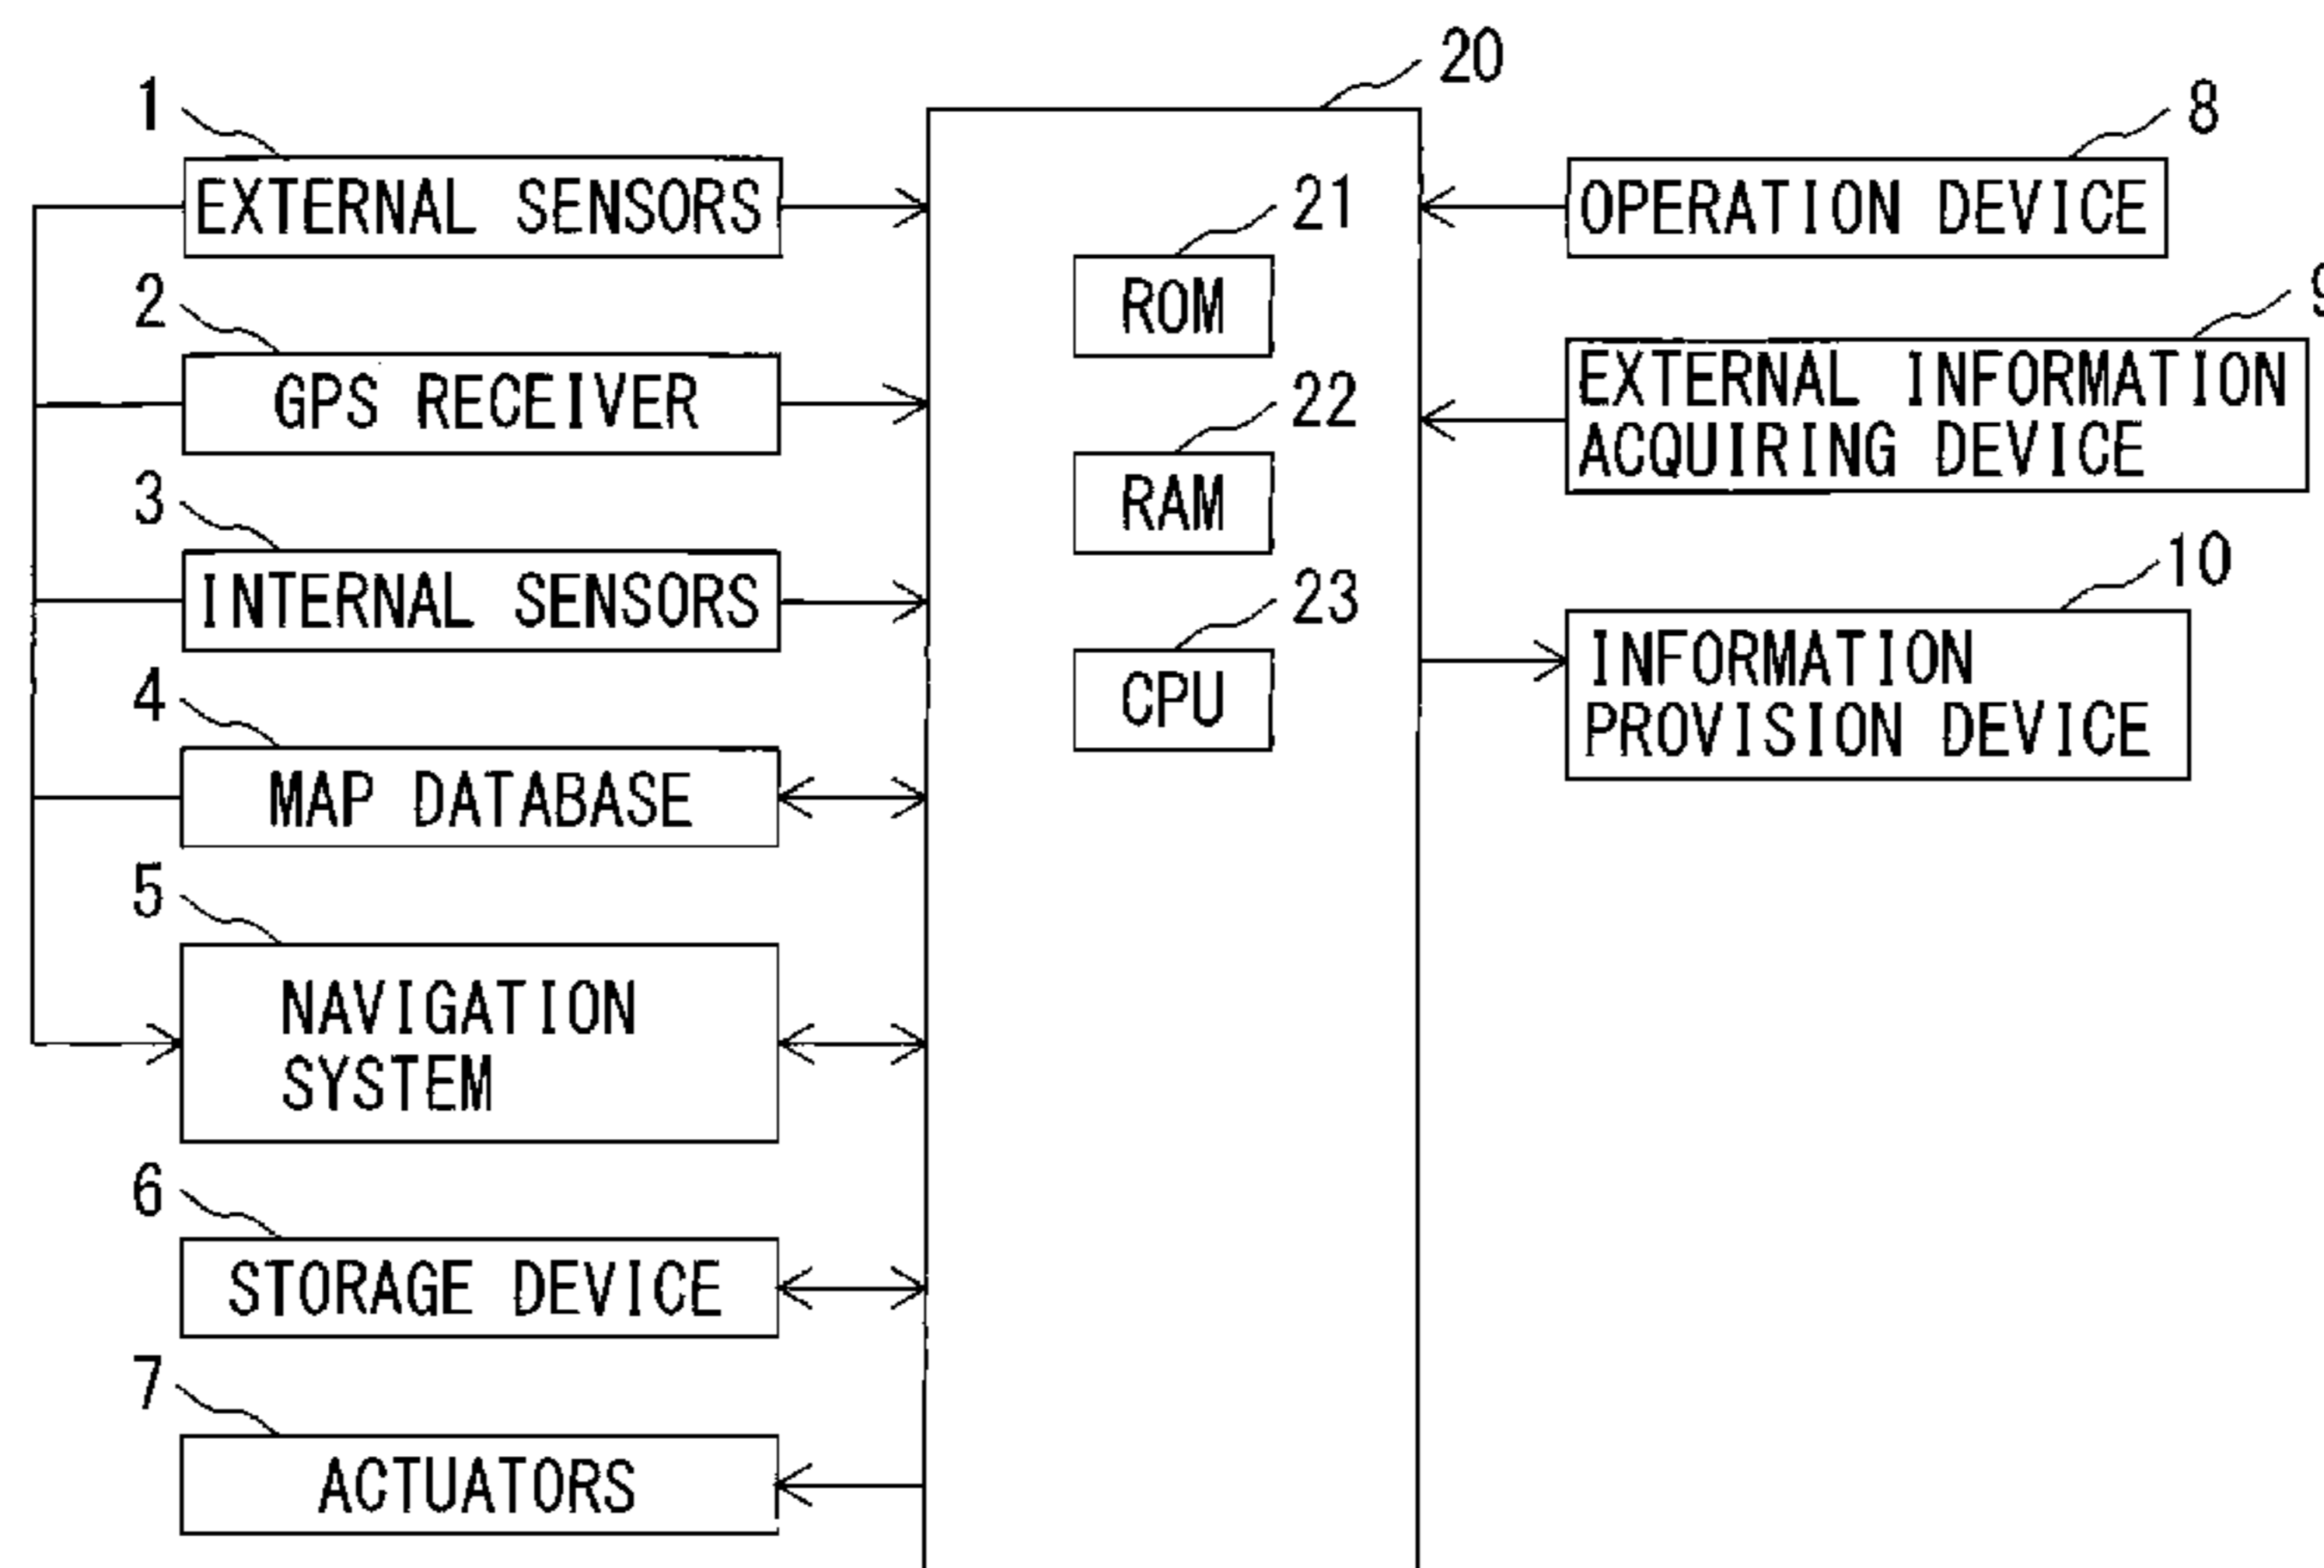 20
1
EXTERNAL SENSORS
8
OPERATION DEVICE
21
ROM
2
GPS RECEIVER
9
EXTERNAL INFORMATION
ACQUIRING DEVICE
22
RAM
3
INTERNAL SENSORS
10
INFORMATION
PROVISION DEVICE
23
CPU
4
MAP DATABASE
5
NAVIGATION
SYSTEM
6
STORAGE DEVICE
7
ACTUATORS